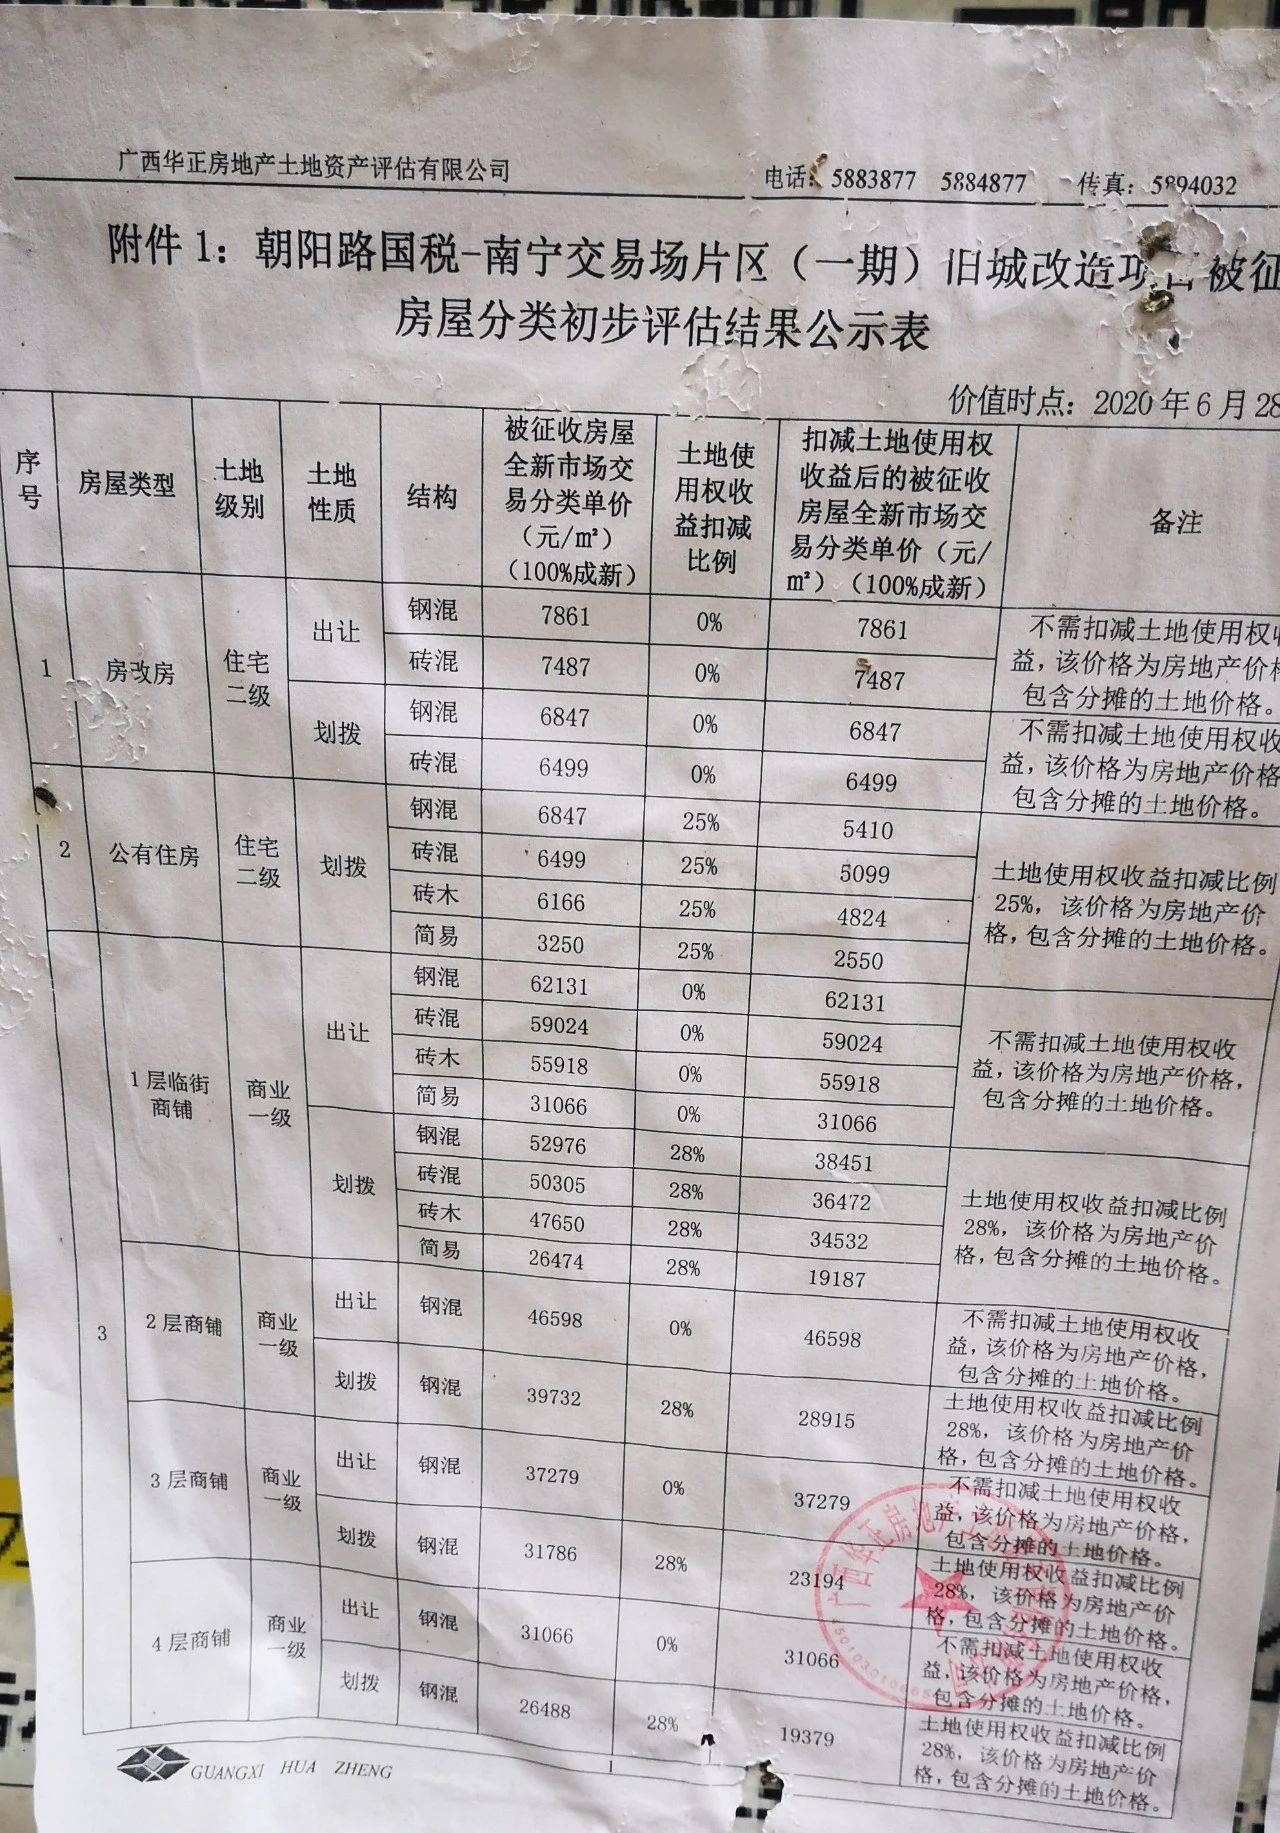 广西华正房地产土地资产评估有限公司 电话: 5883877 5884877 传真: 5894032
附件 1: 朝阳路国税-南宁交易场片区（一期）旧城改造项目被征
房屋分类初步评估结果公示表
价值时点: 2020 年 6 月 28
序号 房屋类型 土地级别 土地性质 结构 被征收房屋全新市场交易分类单价（元/㎡）（100%成新） 土地使用权收益扣减比例 扣减土地使用权收益后的被征收房屋全新市场交易分类单价（元/㎡）（100%成新） 备注
1 房改房 住宅二级 出让 钢混 7861 0% 7861 不需扣减土地使用权收益，该价格为房地产价格 包含分摊的土地价格。
砖混 7487 0% 7487
划拨 钢混 6847 0% 6847 不需扣减土地使用权收益，该价格为房地产价格 包含分摊的土地价格。
砖混 6499 0% 6499
2 公有住房 住宅二级 划拨 钢混 6847 25% 5410 土地使用权收益扣减比例25%，该价格为房地产价格，包含分摊的土地价格。
砖混 6499 25% 5099
砖木 6166 25% 4824
简易 3250 25% 2550
3 1层临街商铺 商业一级 出让 钢混 62131 0% 62131 不需扣减土地使用权收益，该价格为房地产价格，包含分摊的土地价格。
砖混 59024 0% 59024
砖木 55918 0% 55918
简易 31066 0% 31066
划拨 钢混 52976 28% 38451 土地使用权收益扣减比例28%，该价格为房地产价格，包含分摊的土地价格。
砖混 50305 28% 36472
砖木 47650 28% 34532
简易 26474 28% 19187
2层商铺 商业一级 出让 钢混 46598 0% 46598 不需扣减土地使用权收益，该价格为房地产价格，包含分摊的土地价格。
划拨 钢混 39732 28% 28915 土地使用权收益扣减比例28%，该价格为房地产价格，包含分摊的土地价格。
3层商铺 商业一级 出让 钢混 37279 0% 37279 不需扣减土地使用权收益，该价格为房地产价格，包含分摊的土地价格。
划拨 钢混 31786 28% 23194 土地使用权收益扣减比例28%，该价格为房地产价格，包含分摊的土地价格。
4层商铺 商业一级 出让 钢混 31066 0% 31066 不需扣减土地使用权收益，该价格为房地产价格，包含分摊的土地价格。
划拨 钢混 26488 28% 19379 土地使用权收益扣减比例28%，该价格为房地产价格，包含分摊的土地价格。
GUANGXI HUA ZHENG
1